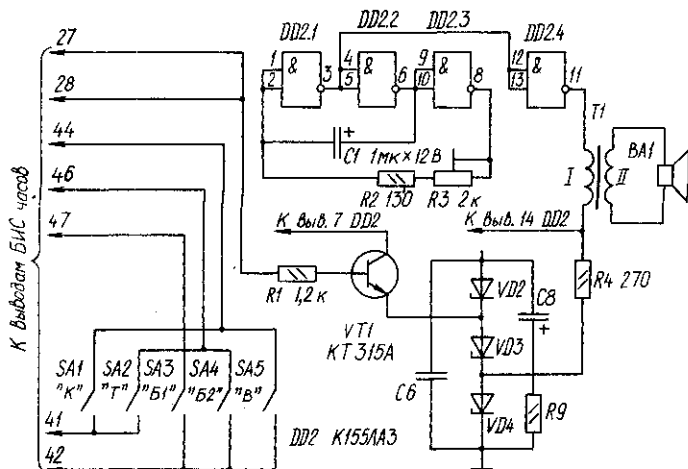 DD2.1
DD2.2
DD2.3
DD2.4
27
28
44
46
47
41
42
К выводам БИС часов
1
2
&
3
4
5
&
6
9
10
&
8
12
13
&
11
C1 1мк×12В
R2 130
R3 2к
T1
I
II
BA1
К выв. 7 DD2
К выв. 14 DD2
R1 1,2к
VT1
КТ315А
VD2
VD3
VD4
C8
+
+
C6
R4 270
R9
SA1
"К"
SA2
"Т"
SA3
"Б1"
SA4
"Б2"
SA5
"В"
DD2 К155ЛА3